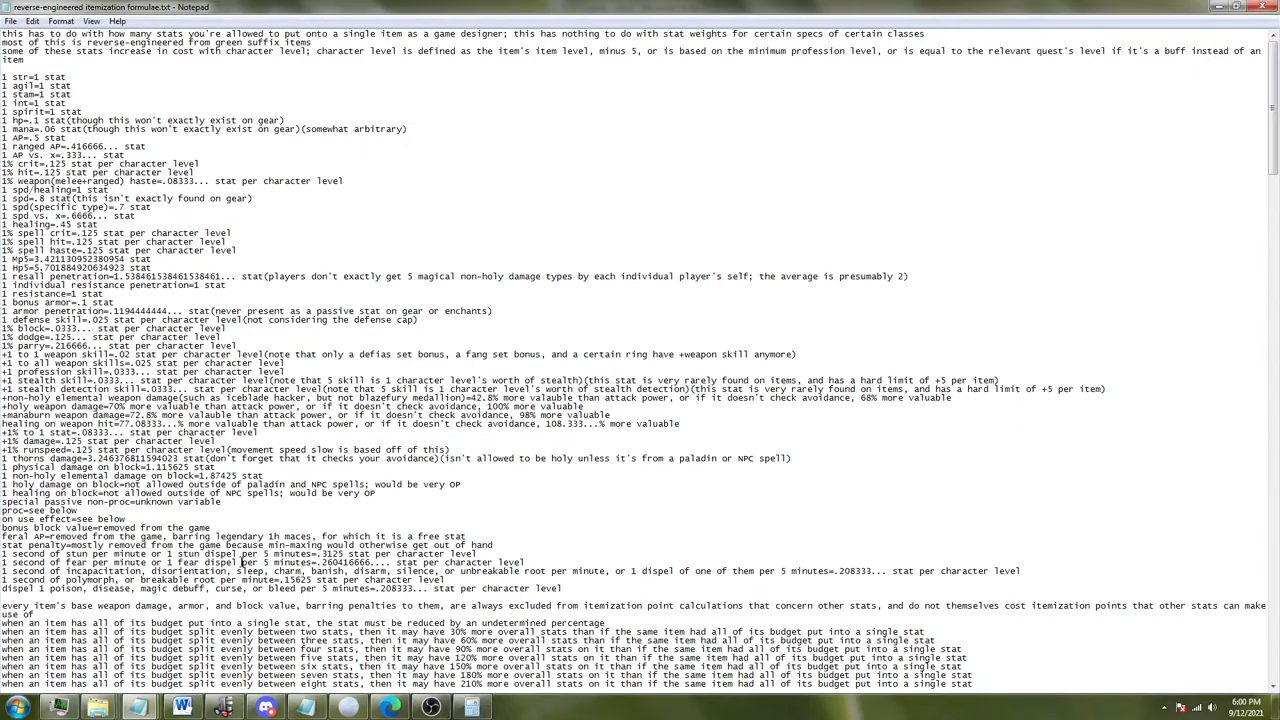 reverse-engineered itemization formulae.txt - Notepad
File Edit Format View Help
this has to do with how many stats you're allowed to put onto a single item as a game designer; this has nothing to do with stat weights for certain specs of certain classes
most of this is reverse-engineered from green suffix items
some of these stats increase in cost with character level; character level is defined as the item's item level, minus 5, or is based on the minimum profession level, or is equal to the relevant quest's level if it's a buff instead of an
item
1 str=1 stat
1 agil=1 stat
1 stam=1 stat
1 int=1 stat
1 spirit=1 stat
1 hp=.1 stat(though this won't exactly exist on gear)
1 mana=.06 stat(though this won't exactly exist on gear)(somewhat arbitrary)
1 AP=.5 stat
1 ranged AP=.416666... stat
1 AP vs. x=.333... stat
1% crit=.125 stat per character level
1% hit=.125 stat per character level
1% weapon(melee+ranged) haste=.08333... stat per character level
1 spd/healing=1 stat
1 spd=.8 stat(this isn't exactly found on gear)
1 spd(specific type)=.7 stat
1 spd vs. x=.6666... stat
1 healing=.45 stat
1% spell crit=.125 stat per character level
1% spell hit=.125 stat per character level
1% spell haste=.125 stat per character level
1 Mp5=3.421130952380954 stat
1 Hp5=5.701884920634923 stat
1 resall penetration=1.538461538461538461... stat(players don't exactly get 5 magical non-holy damage types by each individual player's self; the average is presumably 2)
1 individual resistance penetration=1 stat
1 resistance=1 stat
1 bonus armor=.1 stat
1 armor penetration=.1194444444... stat(never present as a passive stat on gear or enchants)
1 defense skill=.025 stat per character level(not considering the defense cap)
1% block=.0333... stat per character level
1% dodge=.125... stat per character level
1% parry=.216666... stat per character level
+1 to 1 weapon skill=.02 stat per character level(note that only a defias set bonus, a fang set bonus, and a certain ring have +weapon skill anymore)
+1 to all weapon skills=.025 stat per character level
+1 profession skill=.0333... stat per character level
+1 stealth skill=.0333... stat per character level(note that 5 skill is 1 character level's worth of stealth)(this stat is very rarely found on items, and has a hard limit of +5 per item)
+1 stealth detection skill=.0333... stat per character level(note that 5 skill is 1 character level's worth of stealth detection)(this stat is very rarely found on items, and has a hard limit of +5 per item)
+non-holy elemental weapon damage(such as iceblade hacker, but not blazefury medallion)=42.8% more valauble than attack power, or if it doesn't check avoidance, 68% more valuable
+holy weapon damage=70% more valuable than attack power, or if it doesn't check avoidance, 100% more valuable
+manaburn weapon damage=72.8% more valauble than attack power, or if it doesn't check avoidance, 98% more valuable
healing on weapon hit=77.08333...% more valuable than attack power, or if it doesn't check avoidance, 108.333...% more valuable
+1% to 1 stat=.08333... stat per character level
+1% damage=.125 stat per character level
+1% runspeed=.125 stat per character level(movement speed slow is based off of this)
1 thorns damage=3.246376811594023 stat(don't forget that it checks your avoidance)(isn't allowed to be holy unless it's from a paladin or NPC spell)
1 physical damage on block=1.115625 stat
1 non-holy elemental damage on block=1.87425 stat
1 holy damage on block=not allowed outside of paladin and NPC spells; would be very OP
1 healing on block=not allowed outside of NPC spells; would be very OP
special passive non-proc=unknown variable
proc=see below
on use effect=see below
bonus block value=removed from the game
feral AP=removed from the game, barring legendary 1h maces, for which it is a free stat
stat penalty=mostly removed from the game because min-maxing would otherwise get out of hand
1 second of stun per minute or 1 stun dispel per 5 minutes=.3125 stat per character level
1 second of fear per minute or 1 fear dispel per 5 minutes=.260416666.... stat per character level
1 second of incapacitation, disorientation, sleep, charm, banish, disarm, silence, or unbreakable root per minute, or 1 dispel of one of them per 5 minutes=.208333... stat per character level
1 second of polymorph, or breakable root per minute=.15625 stat per character level
dispel 1 poison, disease, magic debuff, curse, or bleed per 5 minutes=.208333... stat per character level
every item's base weapon damage, armor, and block value, barring penalties to them, are always excluded from itemization point calculations that concern other stats, and do not themselves cost itemization points that other stats can make
use of
when an item has all of its budget put into a single stat, the stat must be reduced by an undetermined percentage
when an item has all of its budget split evenly between two stats, then it may have 30% more overall stats than if the same item had all of its budget put into a single stat
when an item has all of its budget split evenly between three stats, then it may have 60% more overall stats than if the same item had all of its budget put into a single stat
when an item has all of its budget split evenly between four stats, then it may have 90% more overall stats on it than if the same item had all of its budget put into a single stat
when an item has all of its budget split evenly between five stats, then it may have 120% more overall stats on it than if the same item had all of its budget put into a single stat
when an item has all of its budget split evenly between six stats, then it may have 150% more overall stats on it than if the same item had all of its budget put into a single stat
when an item has all of its budget split evenly between seven stats, then it may have 180% more overall stats on it than if the same item had all of its budget put into a single stat
when an item has all of its budget split evenly between eight stats, then it may have 210% more overall stats on it than if the same item had all of its budget put into a single stat
6:00 PM
9/12/2021